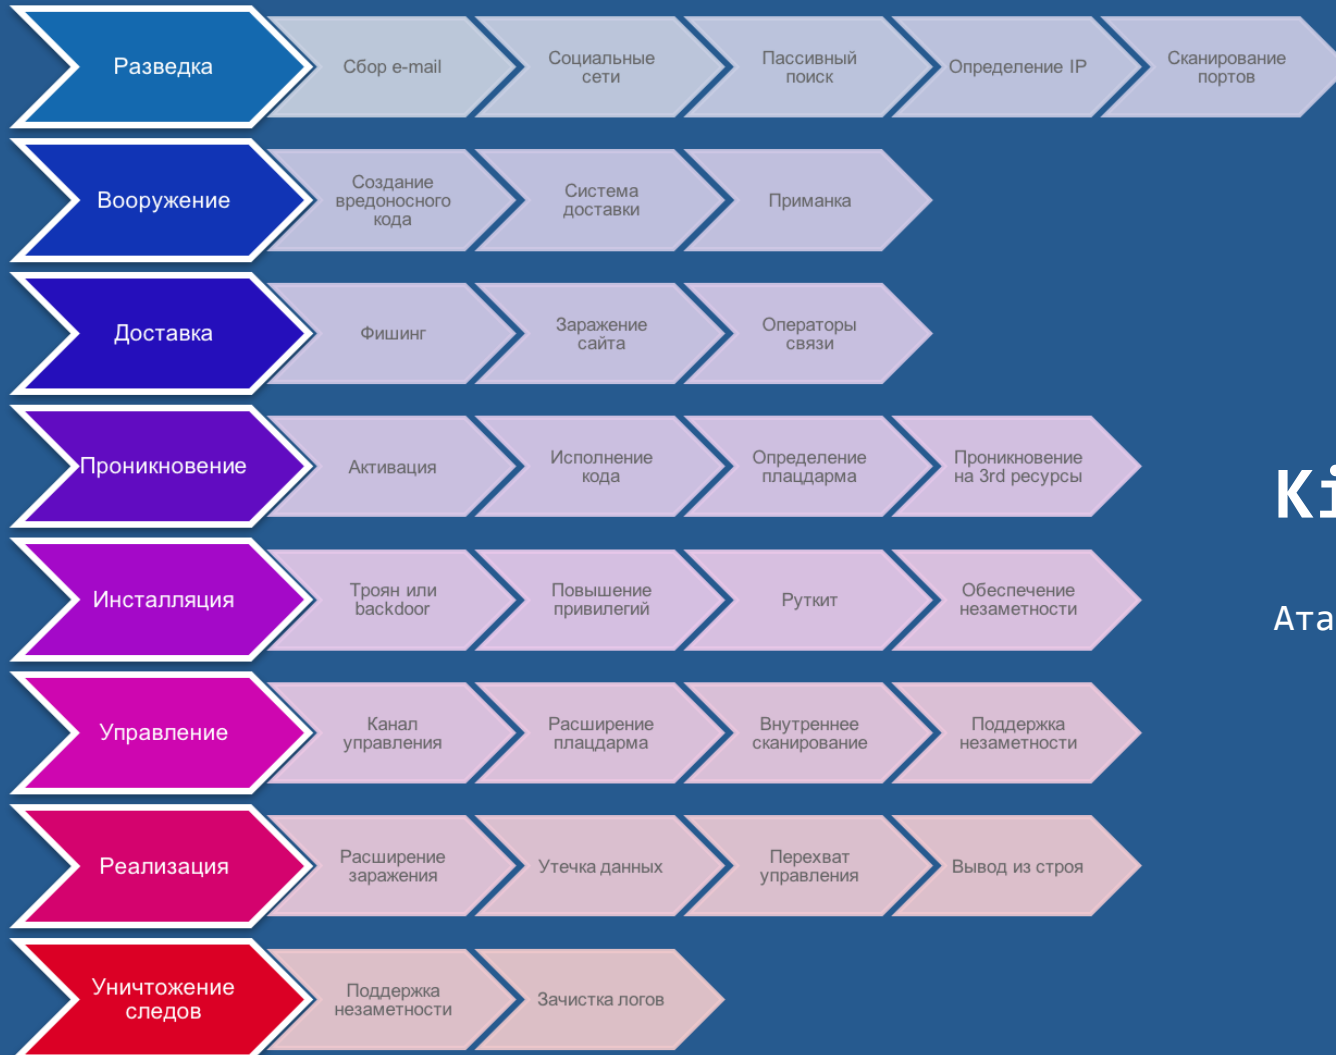 Разведка
Сбор e-mail
Социальные
сети
Пассивный
поиск
Определение IP
Сканирование
портов
Вооружение
Создание
вредоносного
кода
Система
доставки
Приманка
Доставка
Фишинг
Заражение
сайта
Операторы
связи
Проникновение
Активация
Исполнение
кода
Определение
плацдарма
Проникновение
на 3rd ресурсы
Инсталляция
Троян или
backdoor
Повышение
привилегий
Руткит
Обеспечение
незаметности
Управление
Канал
управления
Расширение
плацдарма
Внутреннее
сканирование
Поддержка
незаметности
Реализация
Расширение
заражения
Утечка данных
Перехват
управления
Вывод из строя
Уничтожение
следов
Поддержка
незаметности
Зачистка логов